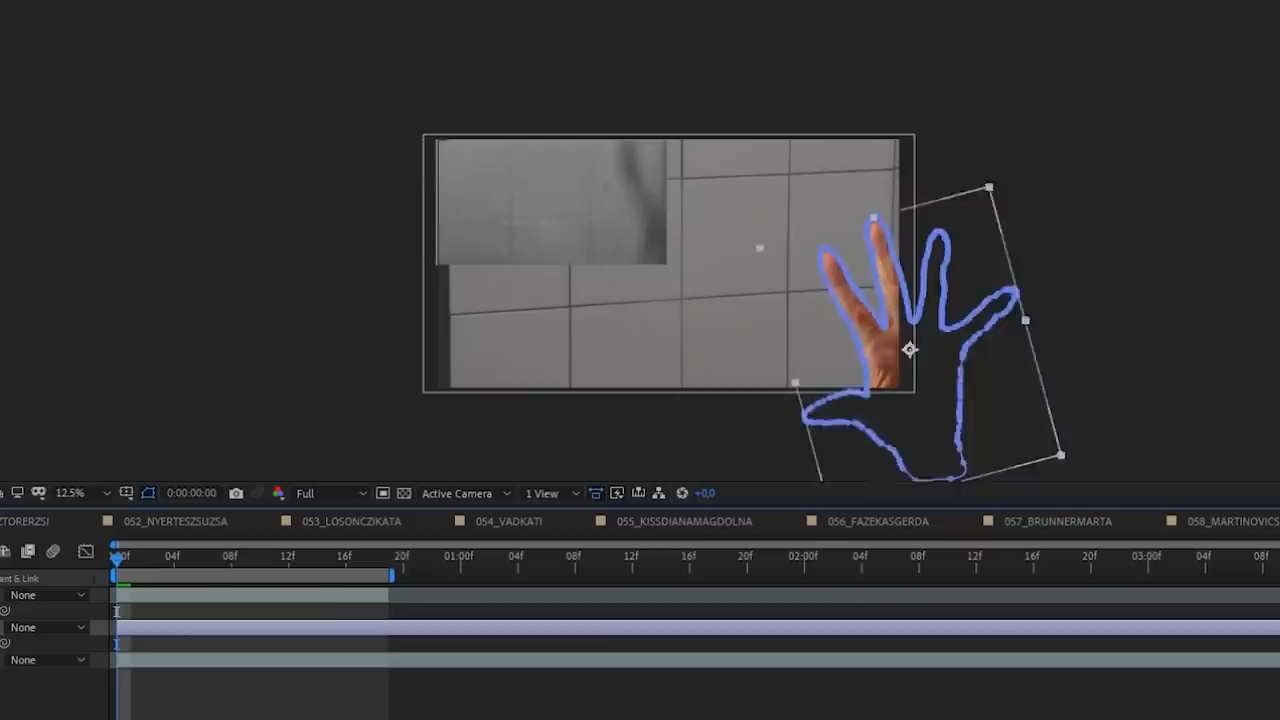 12.5% 0:00:00:00 Full Active Camera 1 View +0,0
ZTORERZSI 052_NYERTESZSUZSA 053_LOSONCZIKATA 054_VADKATI 055_KISSDIANAMAGDOLNA 056_FAZEKASGERDA 057_BRUNNERMARTA 058_MARTINOVICS
:00f 04f 08f 12f 16f 20f 01:00f 04f 08f 12f 16f 20f 02:00f 04f 08f 12f 16f 20f 03:00f 04f 08f
ent & Link
None
None
None